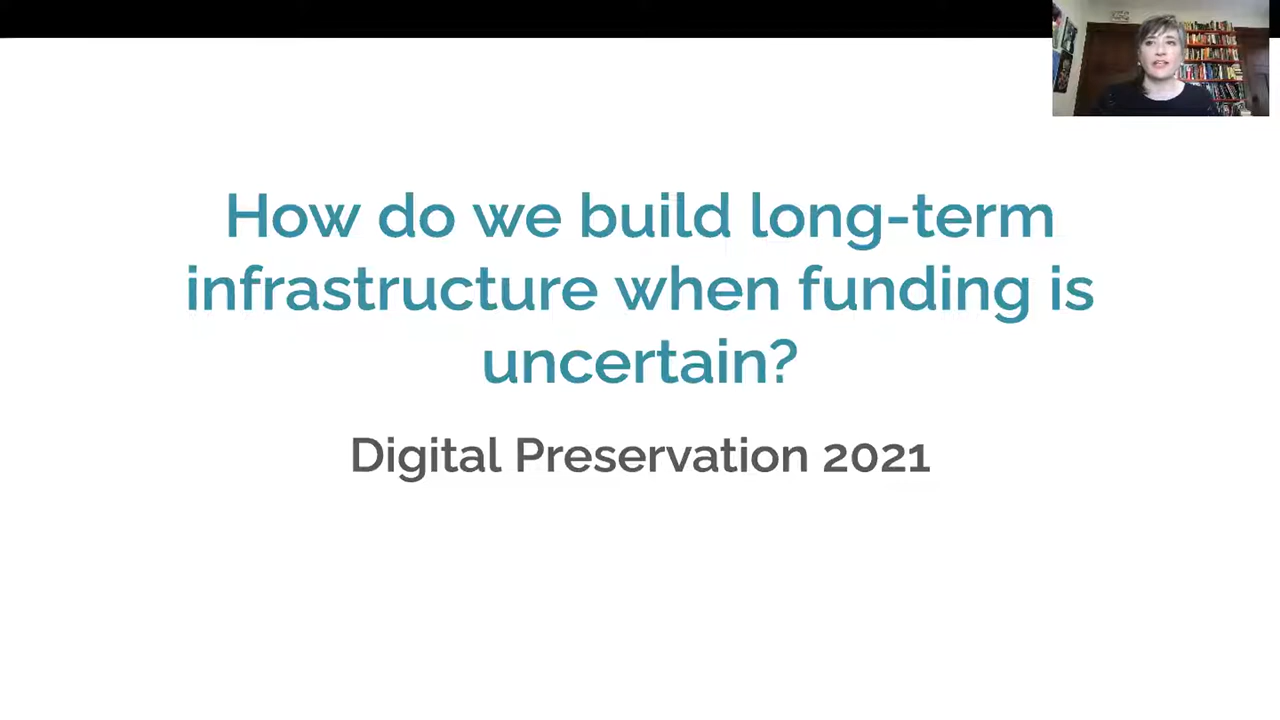 How do we build long-term
infrastructure when funding is
uncertain?
Digital Preservation 2021